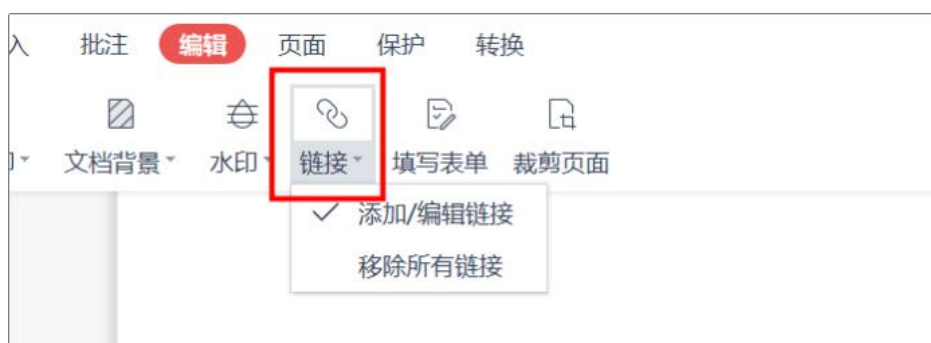 入 批注 编辑 页面 保护 转换
文档背景 水印 链接 填写表单 裁剪页面
添加/编辑链接
移除所有链接